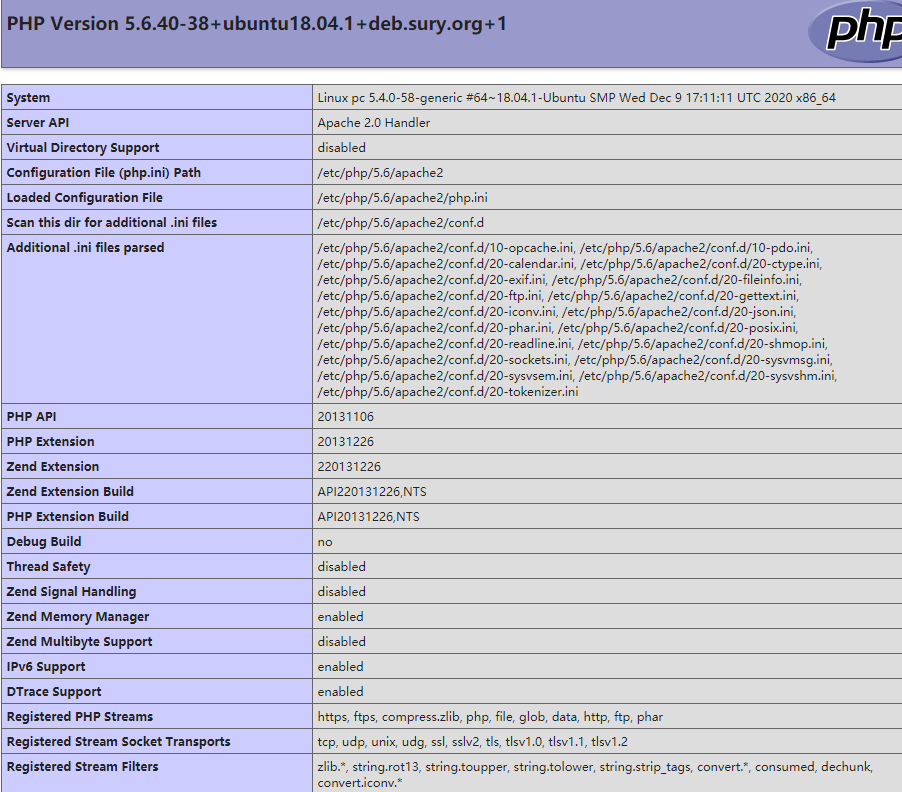 PHP Version 5.6.40-38+ubuntu18.04.1+deb.sury.org+1
php
System Linux pc 5.4.0-58-generic #64~18.04.1-Ubuntu SMP Wed Dec 9 17:11:11 UTC 2020 x86_64
Server API Apache 2.0 Handler
Virtual Directory Support disabled
Configuration File (php.ini) Path /etc/php/5.6/apache2
Loaded Configuration File /etc/php/5.6/apache2/php.ini
Scan this dir for additional .ini files /etc/php/5.6/apache2/conf.d
Additional .ini files parsed /etc/php/5.6/apache2/conf.d/10-opcache.ini, /etc/php/5.6/apache2/conf.d/10-pdo.ini,
/etc/php/5.6/apache2/conf.d/20-calendar.ini, /etc/php/5.6/apache2/conf.d/20-ctype.ini,
/etc/php/5.6/apache2/conf.d/20-exif.ini, /etc/php/5.6/apache2/conf.d/20-fileinfo.ini,
/etc/php/5.6/apache2/conf.d/20-ftp.ini, /etc/php/5.6/apache2/conf.d/20-gettext.ini,
/etc/php/5.6/apache2/conf.d/20-iconv.ini, /etc/php/5.6/apache2/conf.d/20-json.ini,
/etc/php/5.6/apache2/conf.d/20-phar.ini, /etc/php/5.6/apache2/conf.d/20-posix.ini,
/etc/php/5.6/apache2/conf.d/20-readline.ini, /etc/php/5.6/apache2/conf.d/20-shmop.ini,
/etc/php/5.6/apache2/conf.d/20-sockets.ini, /etc/php/5.6/apache2/conf.d/20-sysvmsg.ini,
/etc/php/5.6/apache2/conf.d/20-sysvsem.ini, /etc/php/5.6/apache2/conf.d/20-sysvshm.ini,
/etc/php/5.6/apache2/conf.d/20-tokenizer.ini
PHP API 20131106
PHP Extension 20131226
Zend Extension 220131226
Zend Extension Build API220131226,NTS
PHP Extension Build API20131226,NTS
Debug Build no
Thread Safety disabled
Zend Signal Handling disabled
Zend Memory Manager enabled
Zend Multibyte Support disabled
IPv6 Support enabled
DTrace Support enabled
Registered PHP Streams https, ftps, compress.zlib, php, file, glob, data, http, ftp, phar
Registered Stream Socket Transports tcp, udp, unix, udg, ssl, sslv2, tls, tlsv1.0, tlsv1.1, tlsv1.2
Registered Stream Filters zlib.*, string.rot13, string.toupper, string.tolower, string.strip_tags, convert.*, consumed, dechunk,
convert.iconv.*